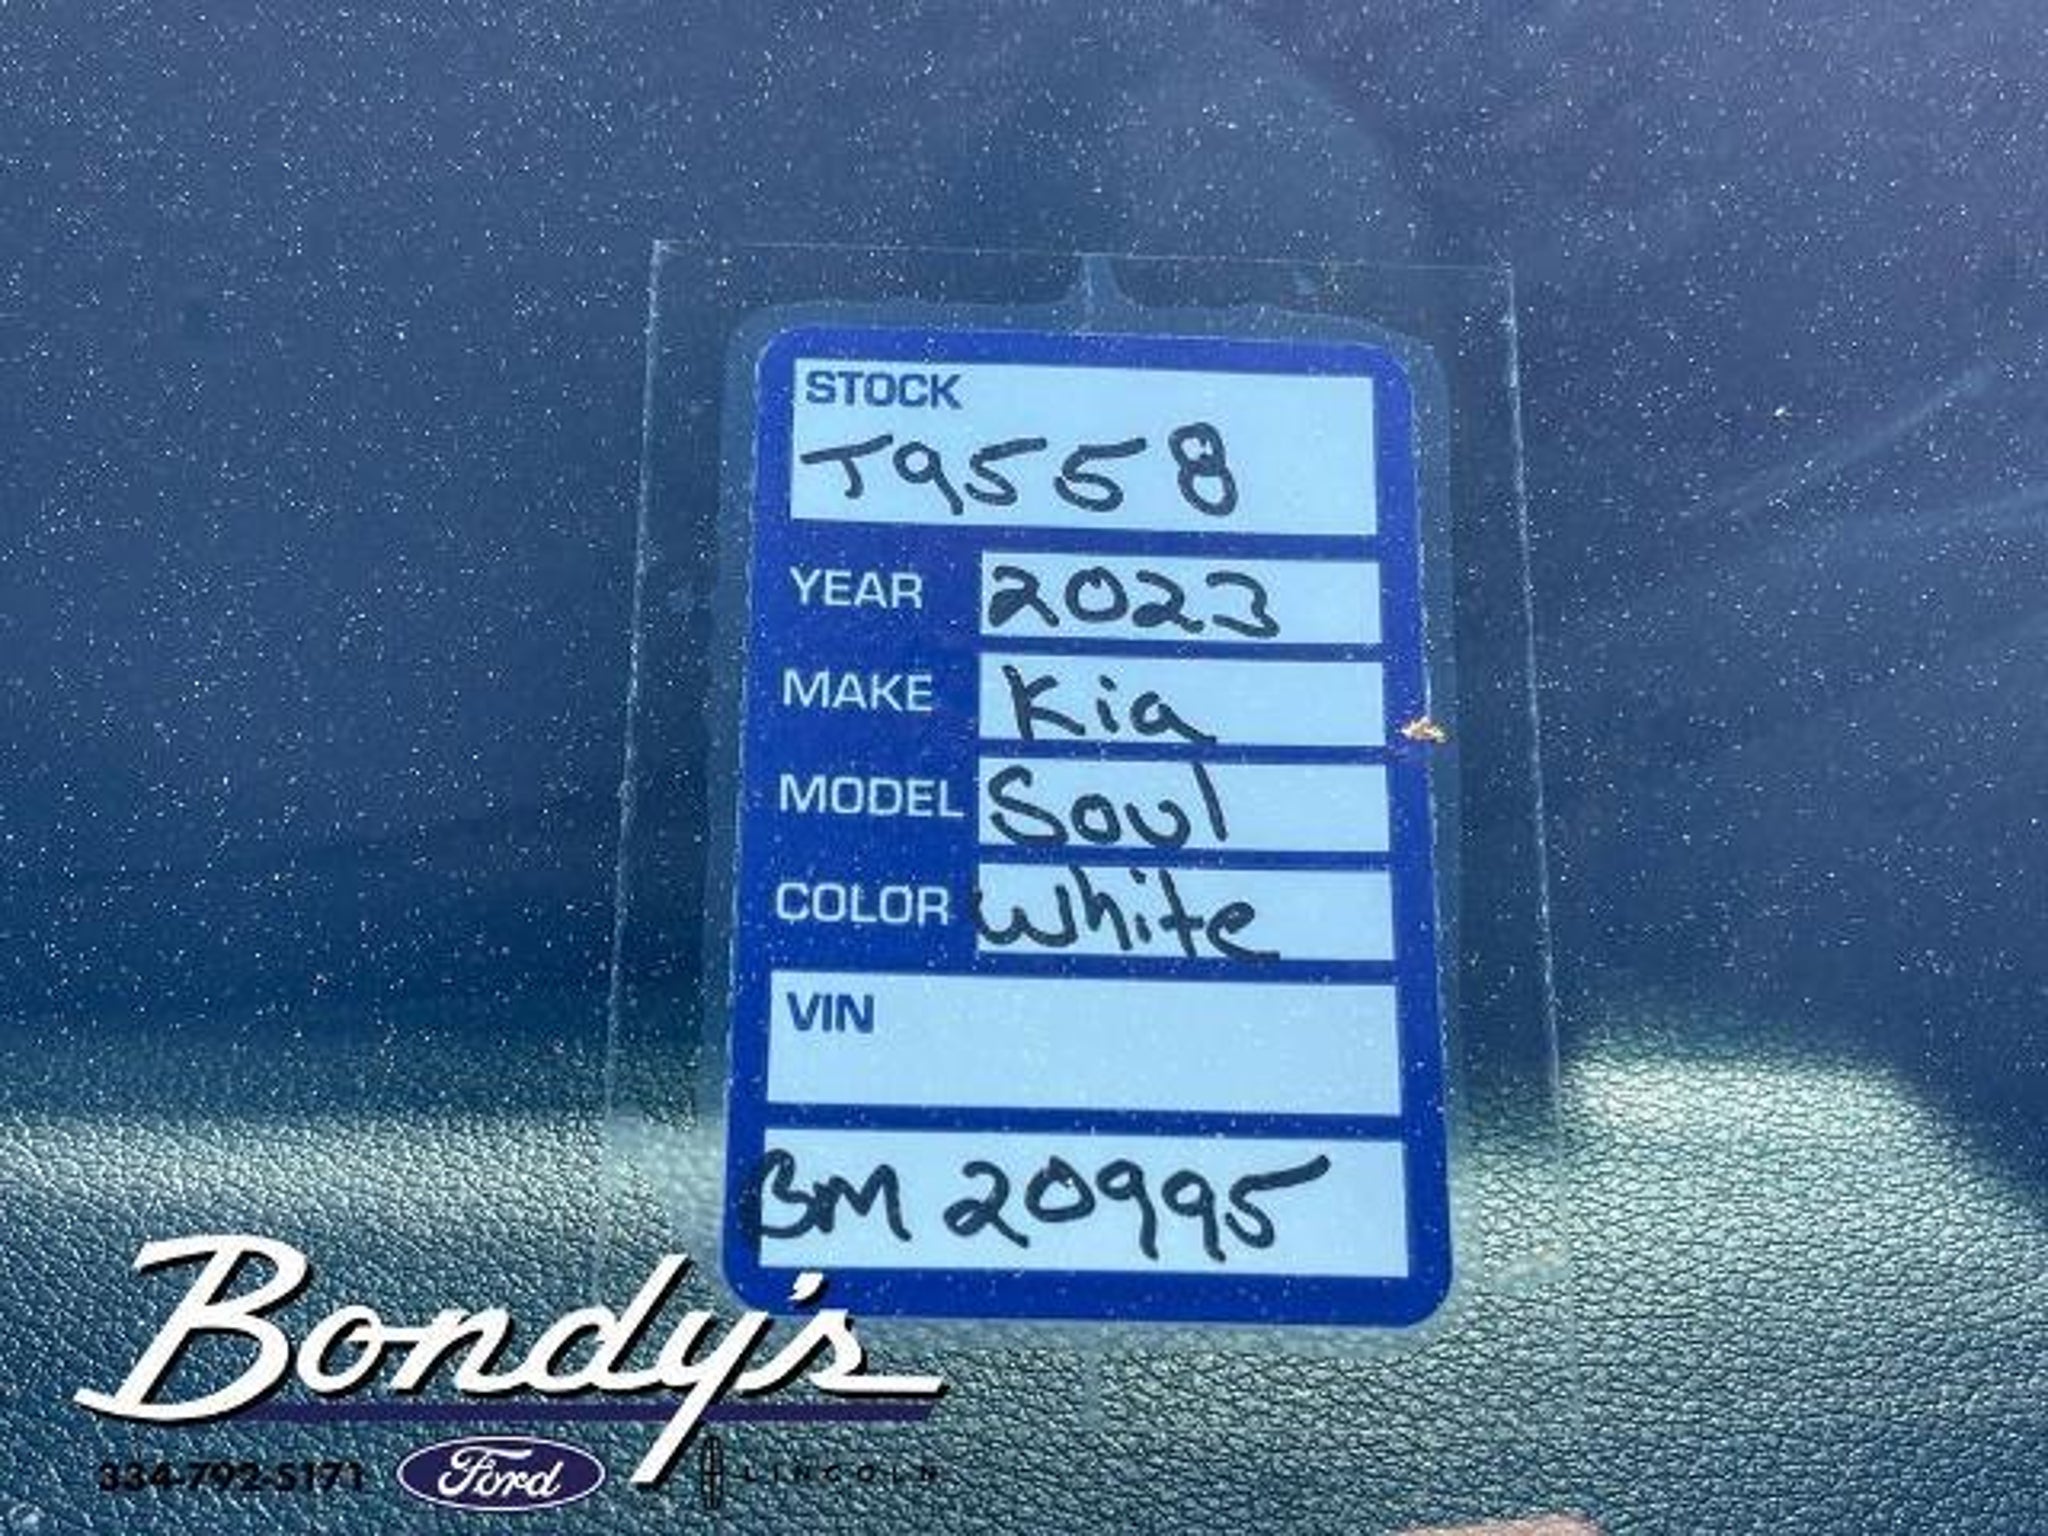 STOCK
T9558
YEAR 2023
MAKE Kia
MODEL Soul
COLOR White
VIN
BM 20995
Bondy's
334-792-5171 Ford LINCOLN